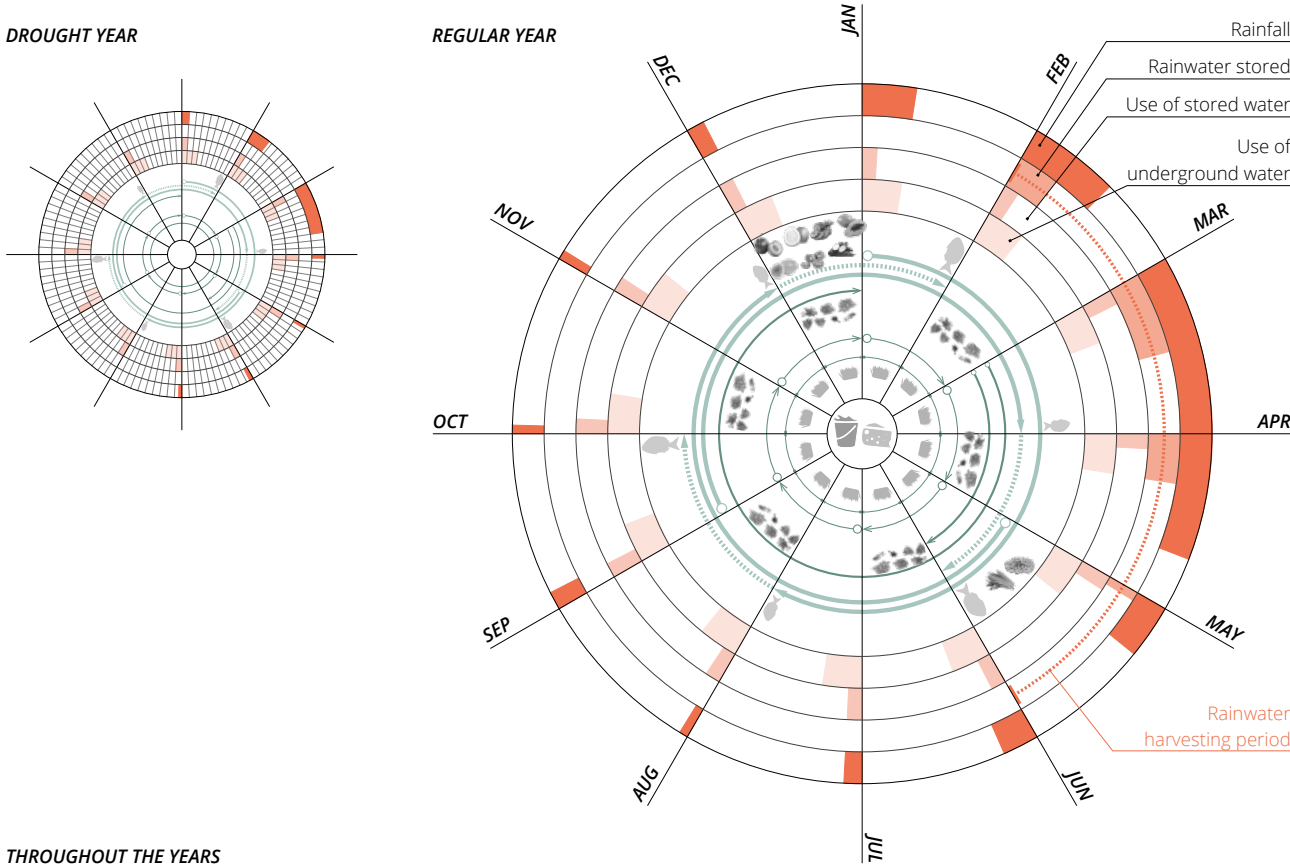 DROUGHT YEAR
REGULAR YEAR
JAN
FEB
MAR
APR
MAY
JUN
JUL
AUG
SEP
OCT
NOV
DEC
Rainfall
Rainwater stored
Use of stored water
Use of
underground water
Rainwater
harvesting period
THROUGHOUT THE YEARS